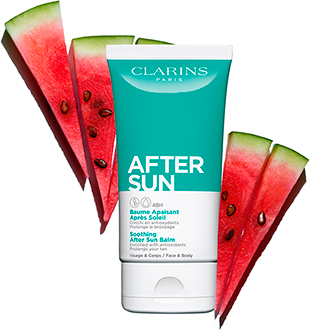 CLARINS
PARIS
AFTER
SUN
48H
Baume Apaisant
Après Soleil
Enrichi en antioxydants
Prolonge le bronzage
Soothing
After Sun Balm
Enriched with antioxidants
Prolongs your tan
Visage & Corps / Face & Body